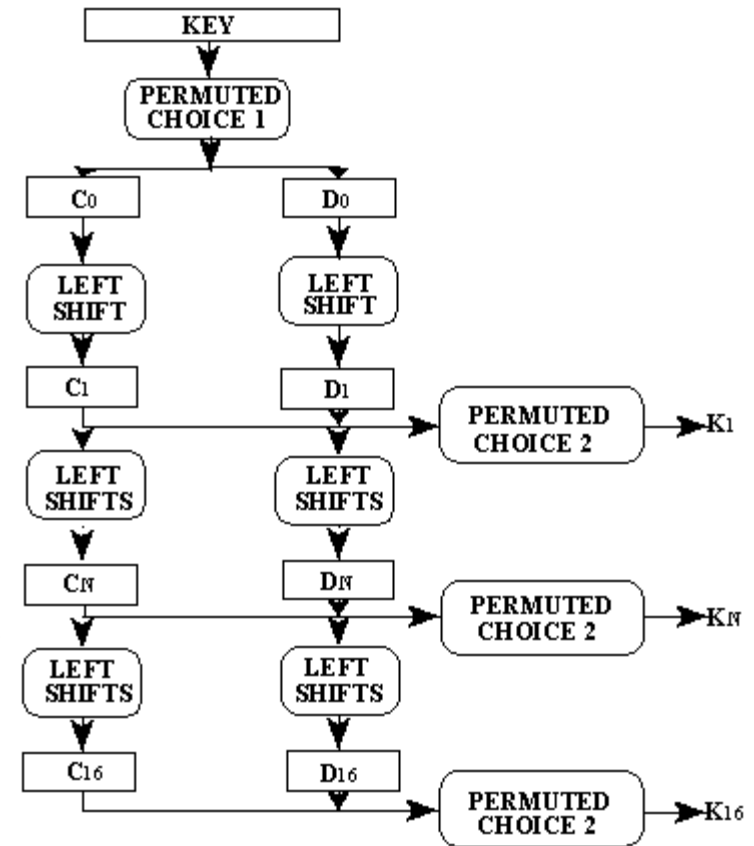 KEY
PERMUTED
CHOICE 1
C0
D0
LEFT
SHIFT
LEFT
SHIFT
C1
D1
PERMUTED
CHOICE 2
K1
LEFT
SHIFTS
LEFT
SHIFTS
CN
DN
PERMUTED
CHOICE 2
KN
LEFT
SHIFTS
LEFT
SHIFTS
C16
D16
PERMUTED
CHOICE 2
K16